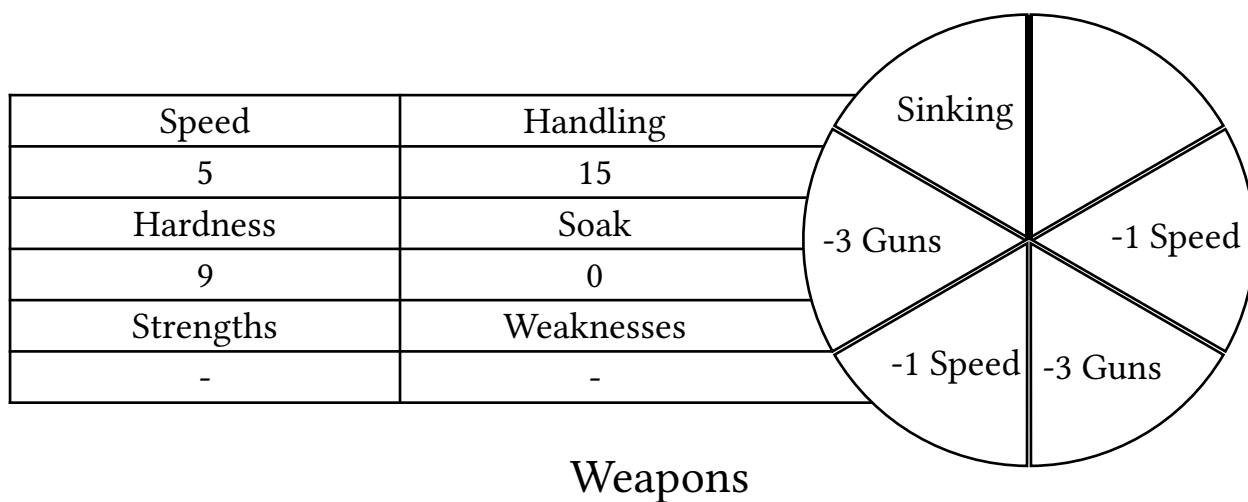 Speed Handling
5 15
Hardness Soak
9 0
Strengths Weaknesses
- -
Sinking
-1 Speed
-3 Guns
-1 Speed
-3 Guns
Weapons